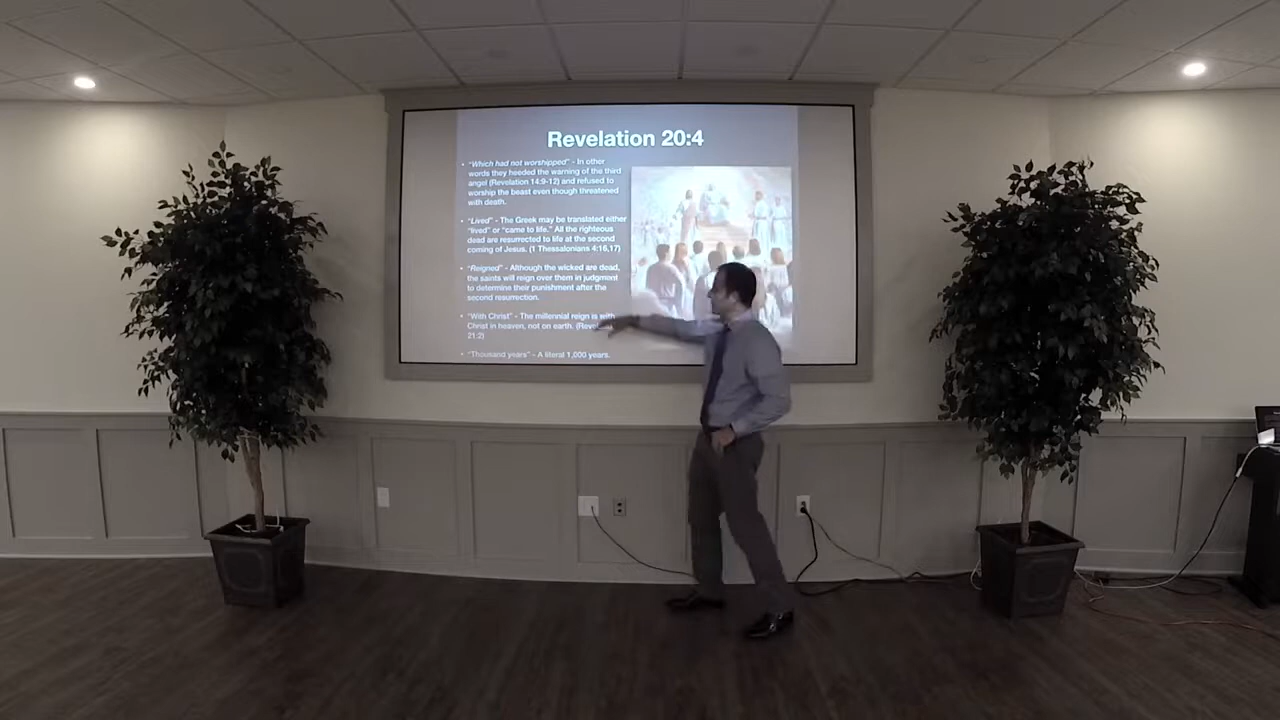 Revelation 20:4
• "Which had not worshipped" - In other
words they heeded the warning of the third
angel (Revelation 14:9-12) and refused to
worship the beast even though threatened
with death.
• "Lived" - The Greek may be translated either
"lived" or "came to life." All the righteous
dead are resurrected to life at the second
coming of Jesus. (1 Thessalonians 4:16,17)
• "Reigned" - Although the wicked are dead,
the saints will reign over them in judgment
to determine their punishment after the
second resurrection.
• "With Christ" - The millennial reign is with
Christ in heaven, not on earth.
21:2)
• "Thousand years" - A literal 1,000 years.